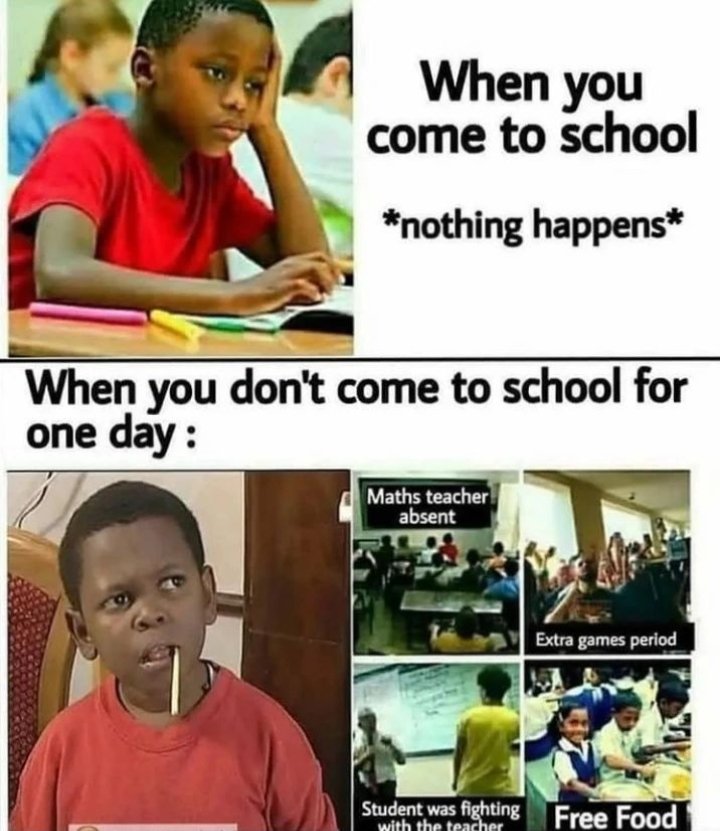 When you
come to school
*nothing happens*
When you don't come to school for
one day :
Maths teacher
absent
Extra games period
Student was fighting
with the teacher
Free Food